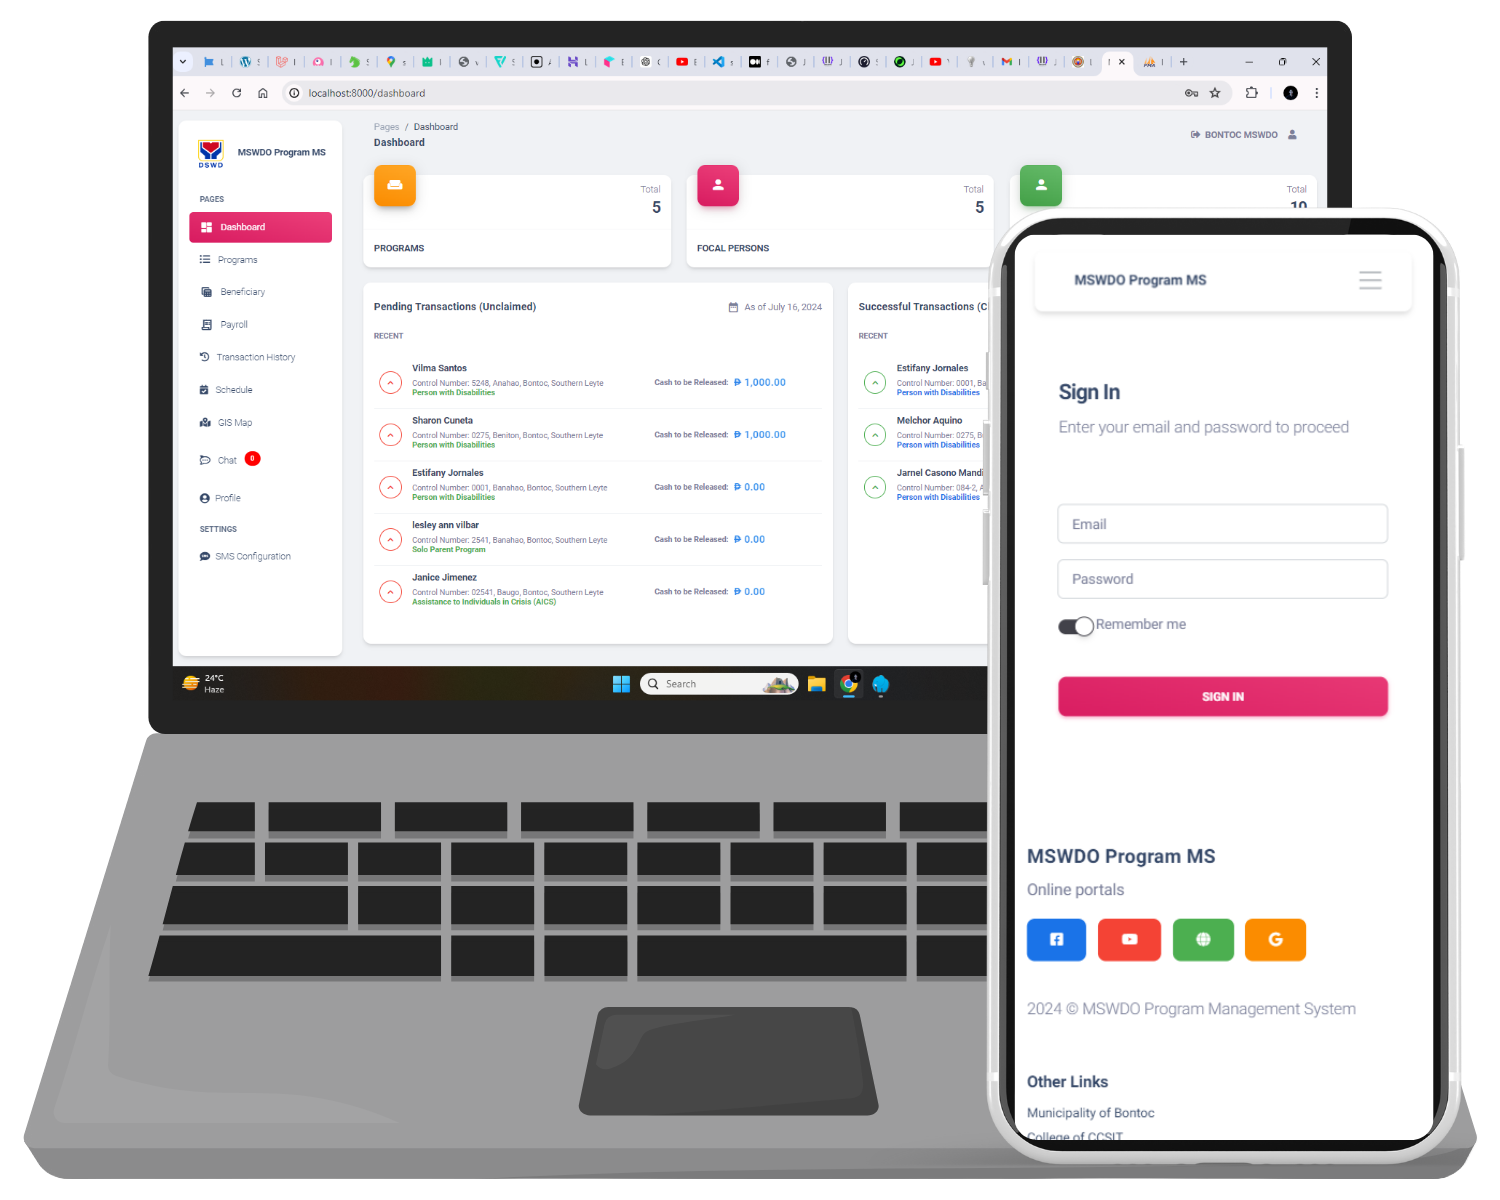 localhost:8000/dashboard
DSWD
MSWDO Program MS
PAGES
Dashboard
Programs
Beneficiary
Payroll
Transaction History
Schedule
GIS Map
Chat 0
Profile
SETTINGS
SMS Configuration
Pages / Dashboard
Dashboard
BONTOC MSWDO
Total
5
PROGRAMS
Total
5
FOCAL PERSONS
Total
10
Pending Transactions (Unclaimed)
As of July 16, 2024
RECENT
Vilma Santos
Control Number: 5248, Anahao, Bontoc, Southern Leyte
Person with Disabilities
Cash to be Released: ₱ 1,000.00
Sharon Cuneta
Control Number: 0275, Beniton, Bontoc, Southern Leyte
Person with Disabilities
Cash to be Released: ₱ 1,000.00
Estifany Jornales
Control Number: 0001, Banahao, Bontoc, Southern Leyte
Person with Disabilities
Cash to be Released: ₱ 0.00
lesley ann vilbar
Control Number: 2541, Banahao, Bontoc, Southern Leyte
Solo Parent Program
Cash to be Released: ₱ 0.00
Janice Jimenez
Control Number: 02541, Baugo, Bontoc, Southern Leyte
Assistance to Individuals in Crisis (AICS)
Cash to be Released: ₱ 0.00
Successful Transactions (C
RECENT
Estifany Jornales
Control Number: 0001, Ba
Person with Disabilities
Melchor Aquino
Control Number: 0275, B
Person with Disabilities
Jarnel Casono Mandi
Control Number: 084-2, A
Person with Disabilities
24°C
Haze
Search
MSWDO Program MS
Sign In
Enter your email and password to proceed
Email
Password
Remember me
SIGN IN
MSWDO Program MS
Online portals
2024 © MSWDO Program Management System
Other Links
Municipality of Bontoc
College of CCSIT